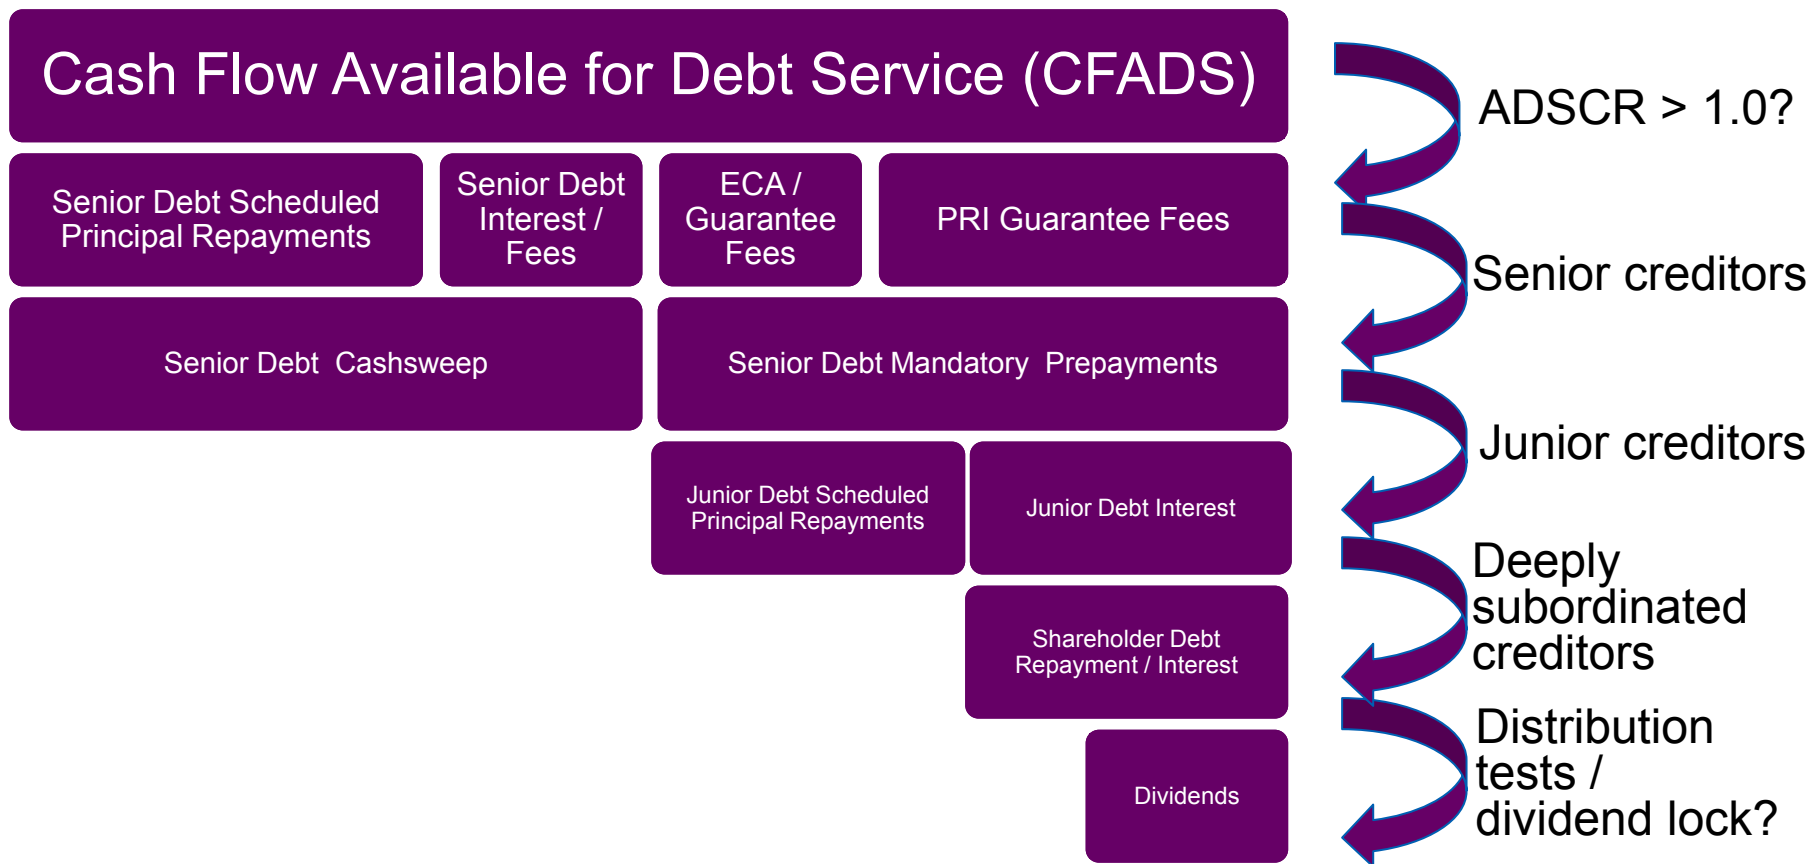 Cash Flow Available for Debt Service (CFADS)
ADSCR > 1.0?
Senior Debt Scheduled
Principal Repayments
Senior Debt
Interest /
Fees
ECA /
Guarantee
Fees
PRI Guarantee Fees
Senior creditors
Senior Debt Cashsweep
Senior Debt Mandatory Prepayments
Junior creditors
Junior Debt Scheduled
Principal Repayments
Junior Debt Interest
Deeply
subordinated
creditors
Shareholder Debt
Repayment / Interest
Distribution
tests /
dividend lock?
Dividends